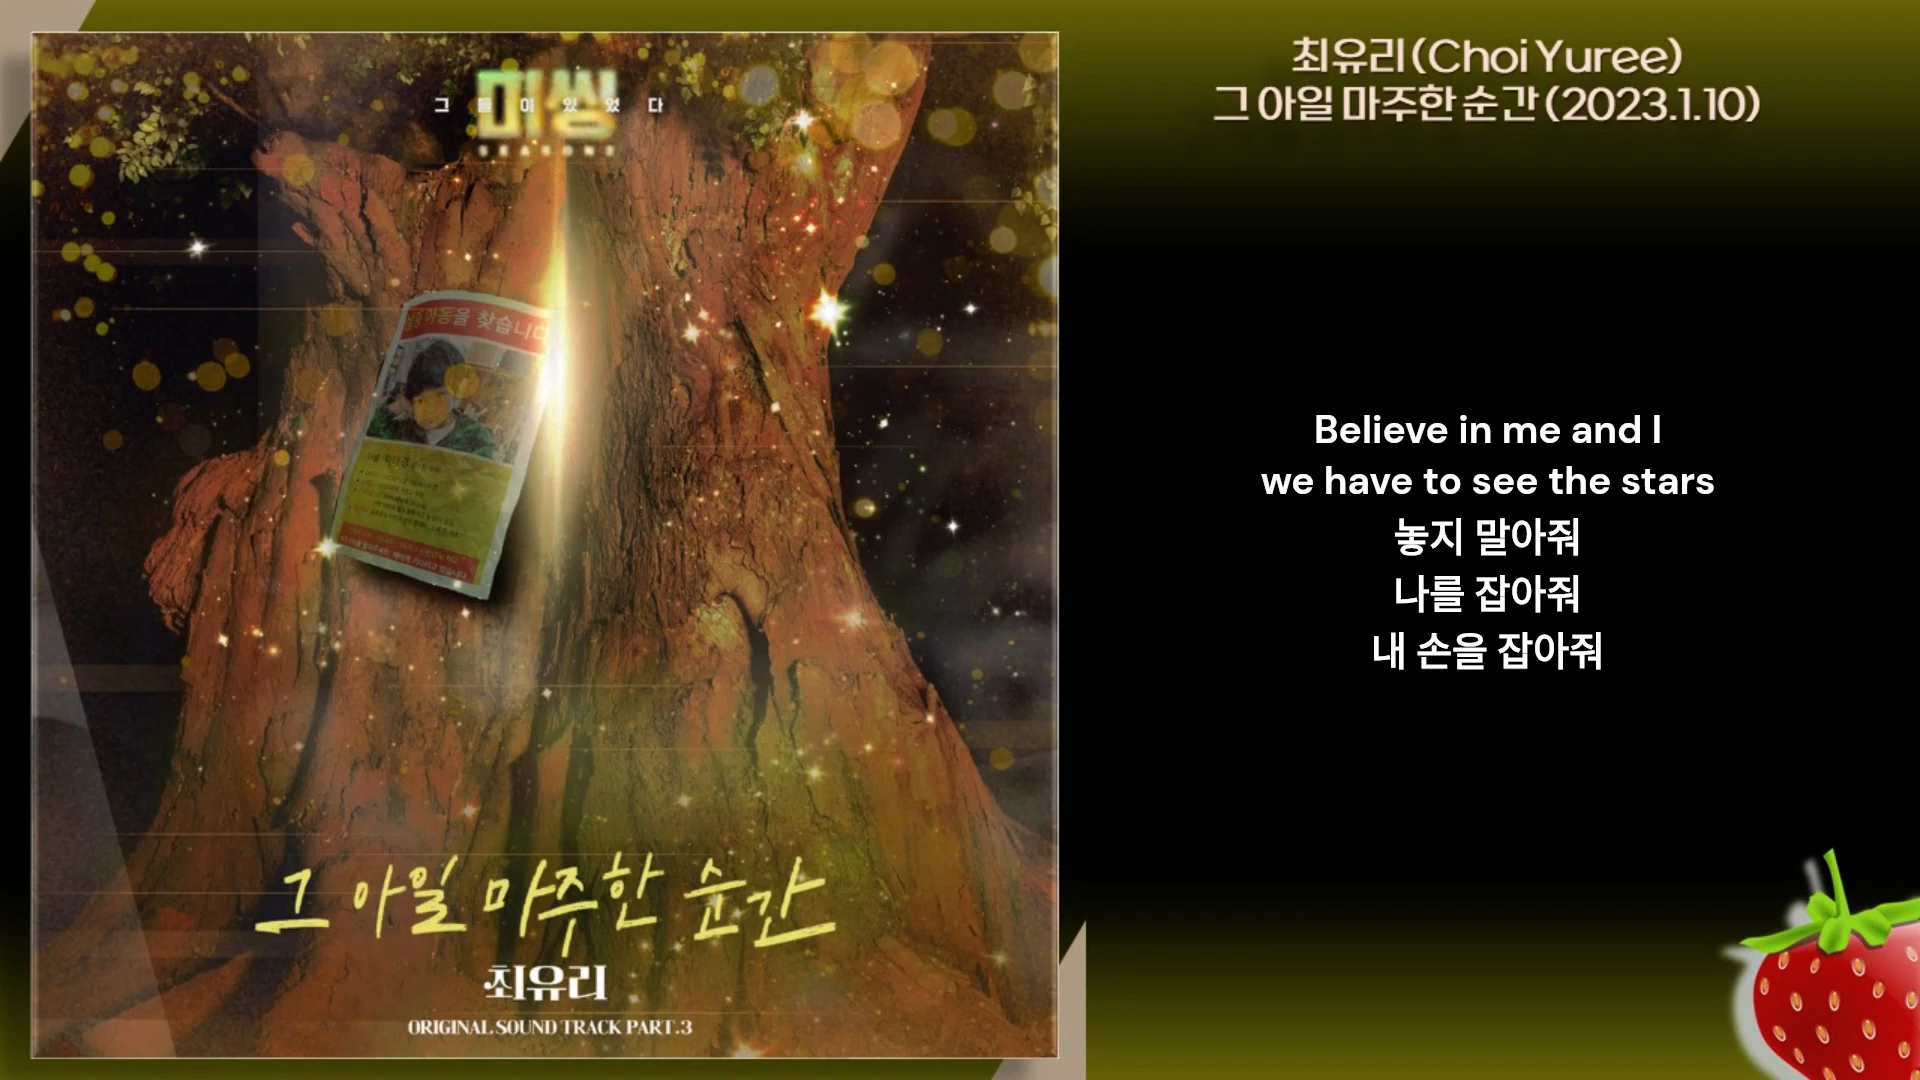 미씽
그들이 있었다
실종아동을 찾습니다
그 아일 마주한 순간
최유리
ORIGINAL SOUND TRACK PART.3
최유리(Choi Yuree)
그 아일 마주한 순간(2023.1.10)
Believe in me and I
we have to see the stars
놓지 말아줘
나를 잡아줘
내 손을 잡아줘